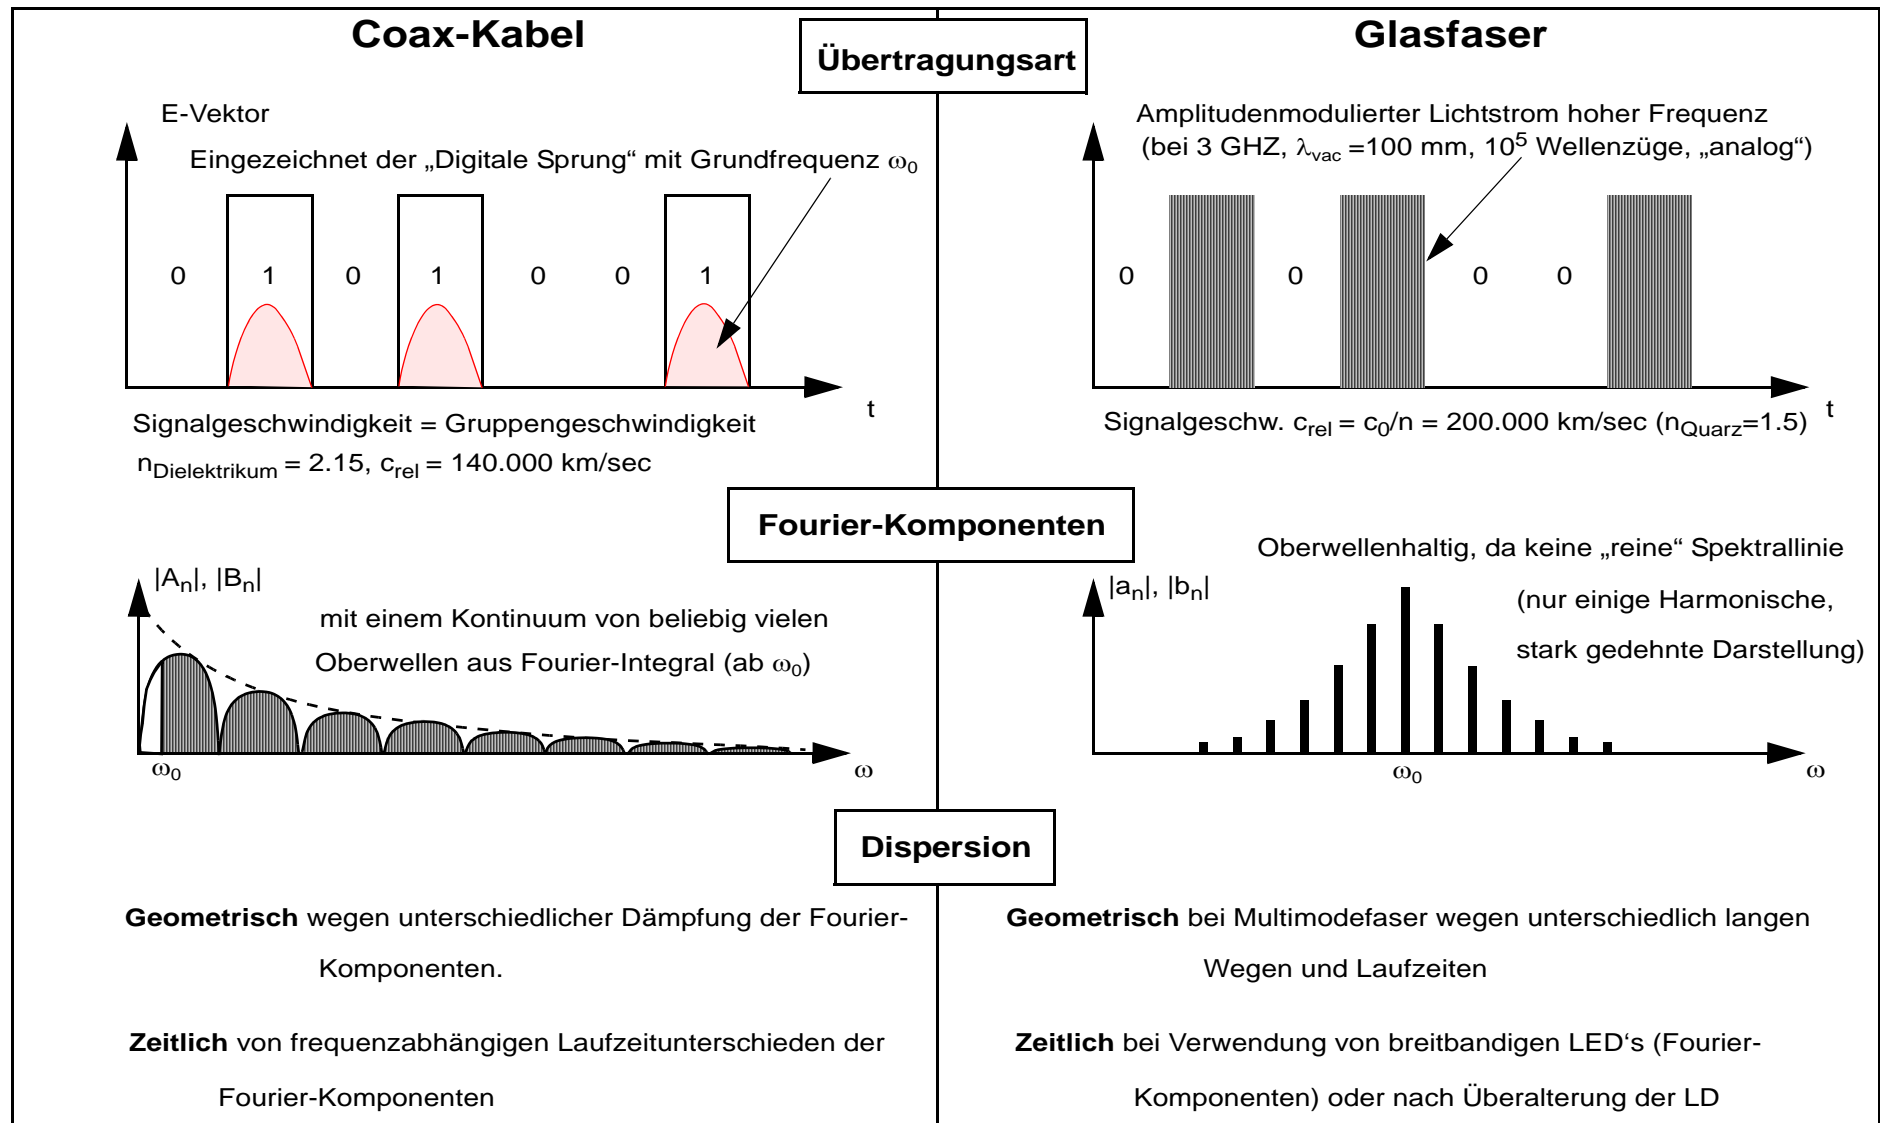 Coax-Kabel
Übertragungsart
Glasfaser
E-Vektor
Eingezeichnet der „Digitale Sprung“ mit Grundfrequenz ω₀
0 1 0 1 0 0 1
t
Signalgeschwindigkeit = Gruppengeschwindigkeit
n_Dielektrikum = 2.15, c_rel = 140.000 km/sec
Amplitudenmodulierter Lichtstrom hoher Frequenz
(bei 3 GHZ, λ_vac =100 mm, 10⁵ Wellenzüge, „analog“)
0 0 0 0
t
Signalgeschw. c_rel = c₀/n = 200.000 km/sec (n_Quarz=1.5)
Fourier-Komponenten
|Aₙ|, |Bₙ|
mit einem Kontinuum von beliebig vielen
Oberwellen aus Fourier-Integral (ab ω₀)
ω₀
ω
Oberwellenhaltig, da keine „reine“ Spektrallinie
|aₙ|, |bₙ|
(nur einige Harmonische,
stark gedehnte Darstellung)
ω₀
ω
Dispersion
Geometrisch wegen unterschiedlicher Dämpfung der Fourier-
Komponenten.
Zeitlich von frequenzabhängigen Laufzeitunterschieden der
Fourier-Komponenten
Geometrisch bei Multimodefaser wegen unterschiedlich langen
Wegen und Laufzeiten
Zeitlich bei Verwendung von breitbandigen LED‘s (Fourier-
Komponenten) oder nach Überalterung der LD